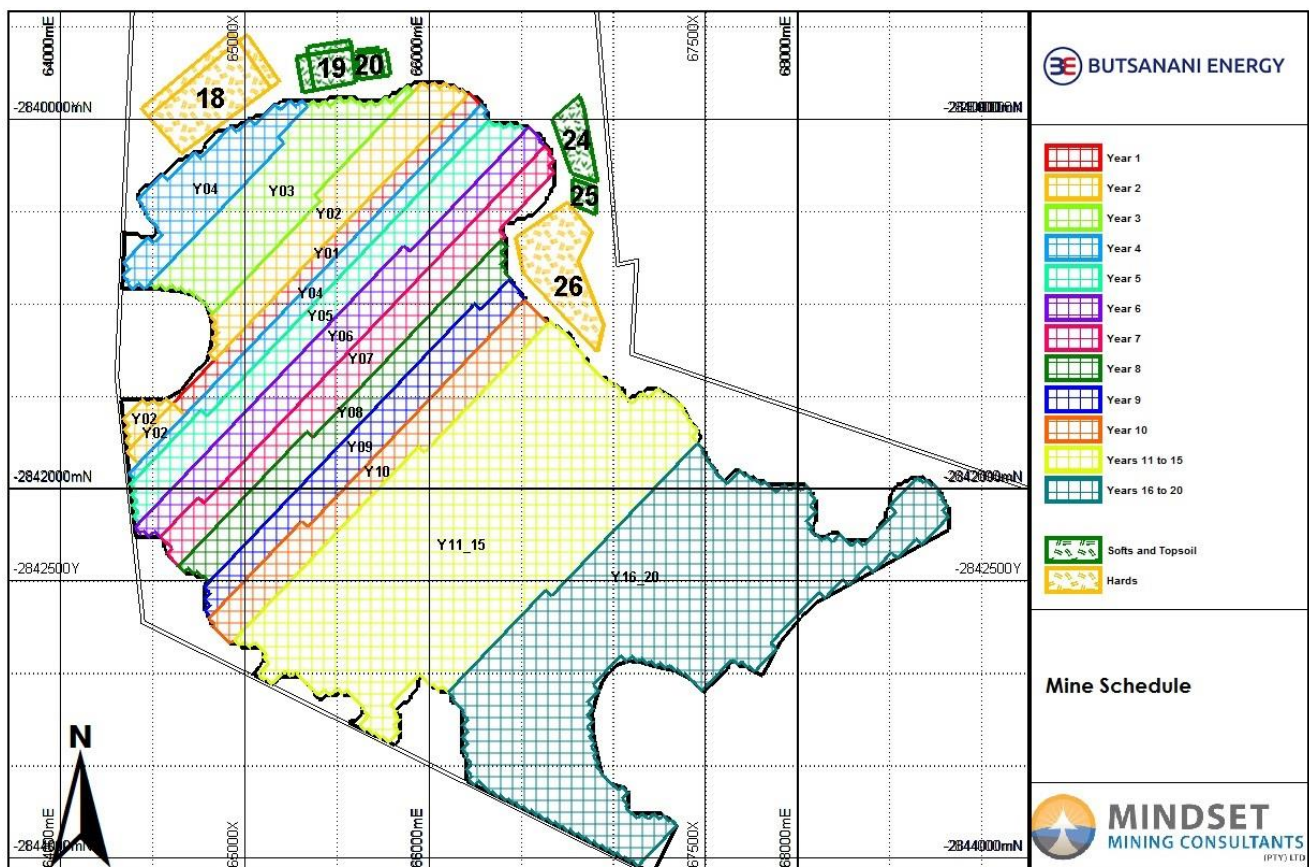 64000mE
65000X
66000mE
67500X
68000mE
18
19
20
-2840000mN
24
25
26
Y04
Y03
Y02
Y01
Y04
Y05
Y06
Y07
Y08
Y09
Y10
Y02
Y02
-2842000mN
-2842000mN
Y11_15
Y16_20
-2842500Y
-2842500Y
N
-2844000mN
-2844000mN
64000mE
65000X
66000mE
67500X
68000mE
BE BUTSANANI ENERGY
Year 1
Year 2
Year 3
Year 4
Year 5
Year 6
Year 7
Year 8
Year 9
Year 10
Years 11 to 15
Years 16 to 20
Softs and Topsoil
Hards
Mine Schedule
MINDSET
MINING CONSULTANTS
(PTY) LTD